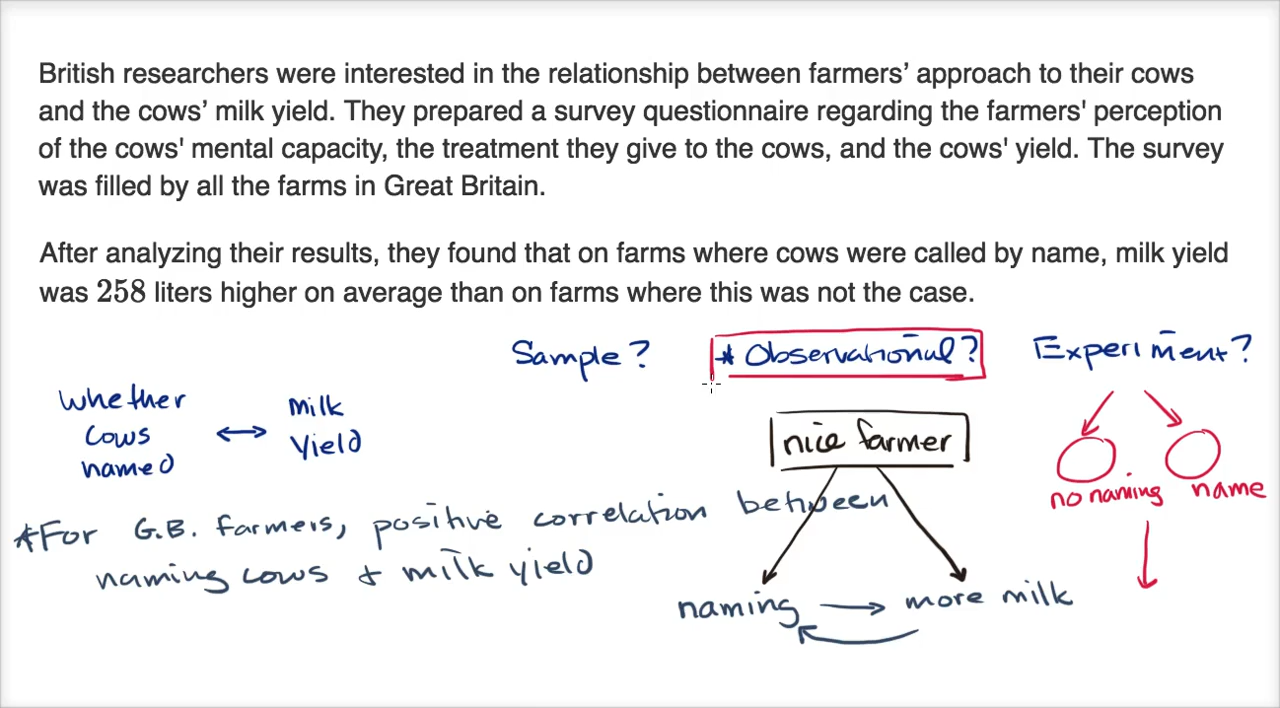 British researchers were interested in the relationship between farmers’ approach to their cows
and the cows’ milk yield. They prepared a survey questionnaire regarding the farmers' perception
of the cows' mental capacity, the treatment they give to the cows, and the cows' yield. The survey
was filled by all the farms in Great Britain.
After analyzing their results, they found that on farms where cows were called by name, milk yield
was 258 liters higher on average than on farms where this was not the case.
Sample? * Observational? Experiment?
Whether
cows
named
↔
Milk
Yield
nice farmer
no naming name
*For G.B. farmers, positive correlation between
naming cows & milk yield
naming → more milk